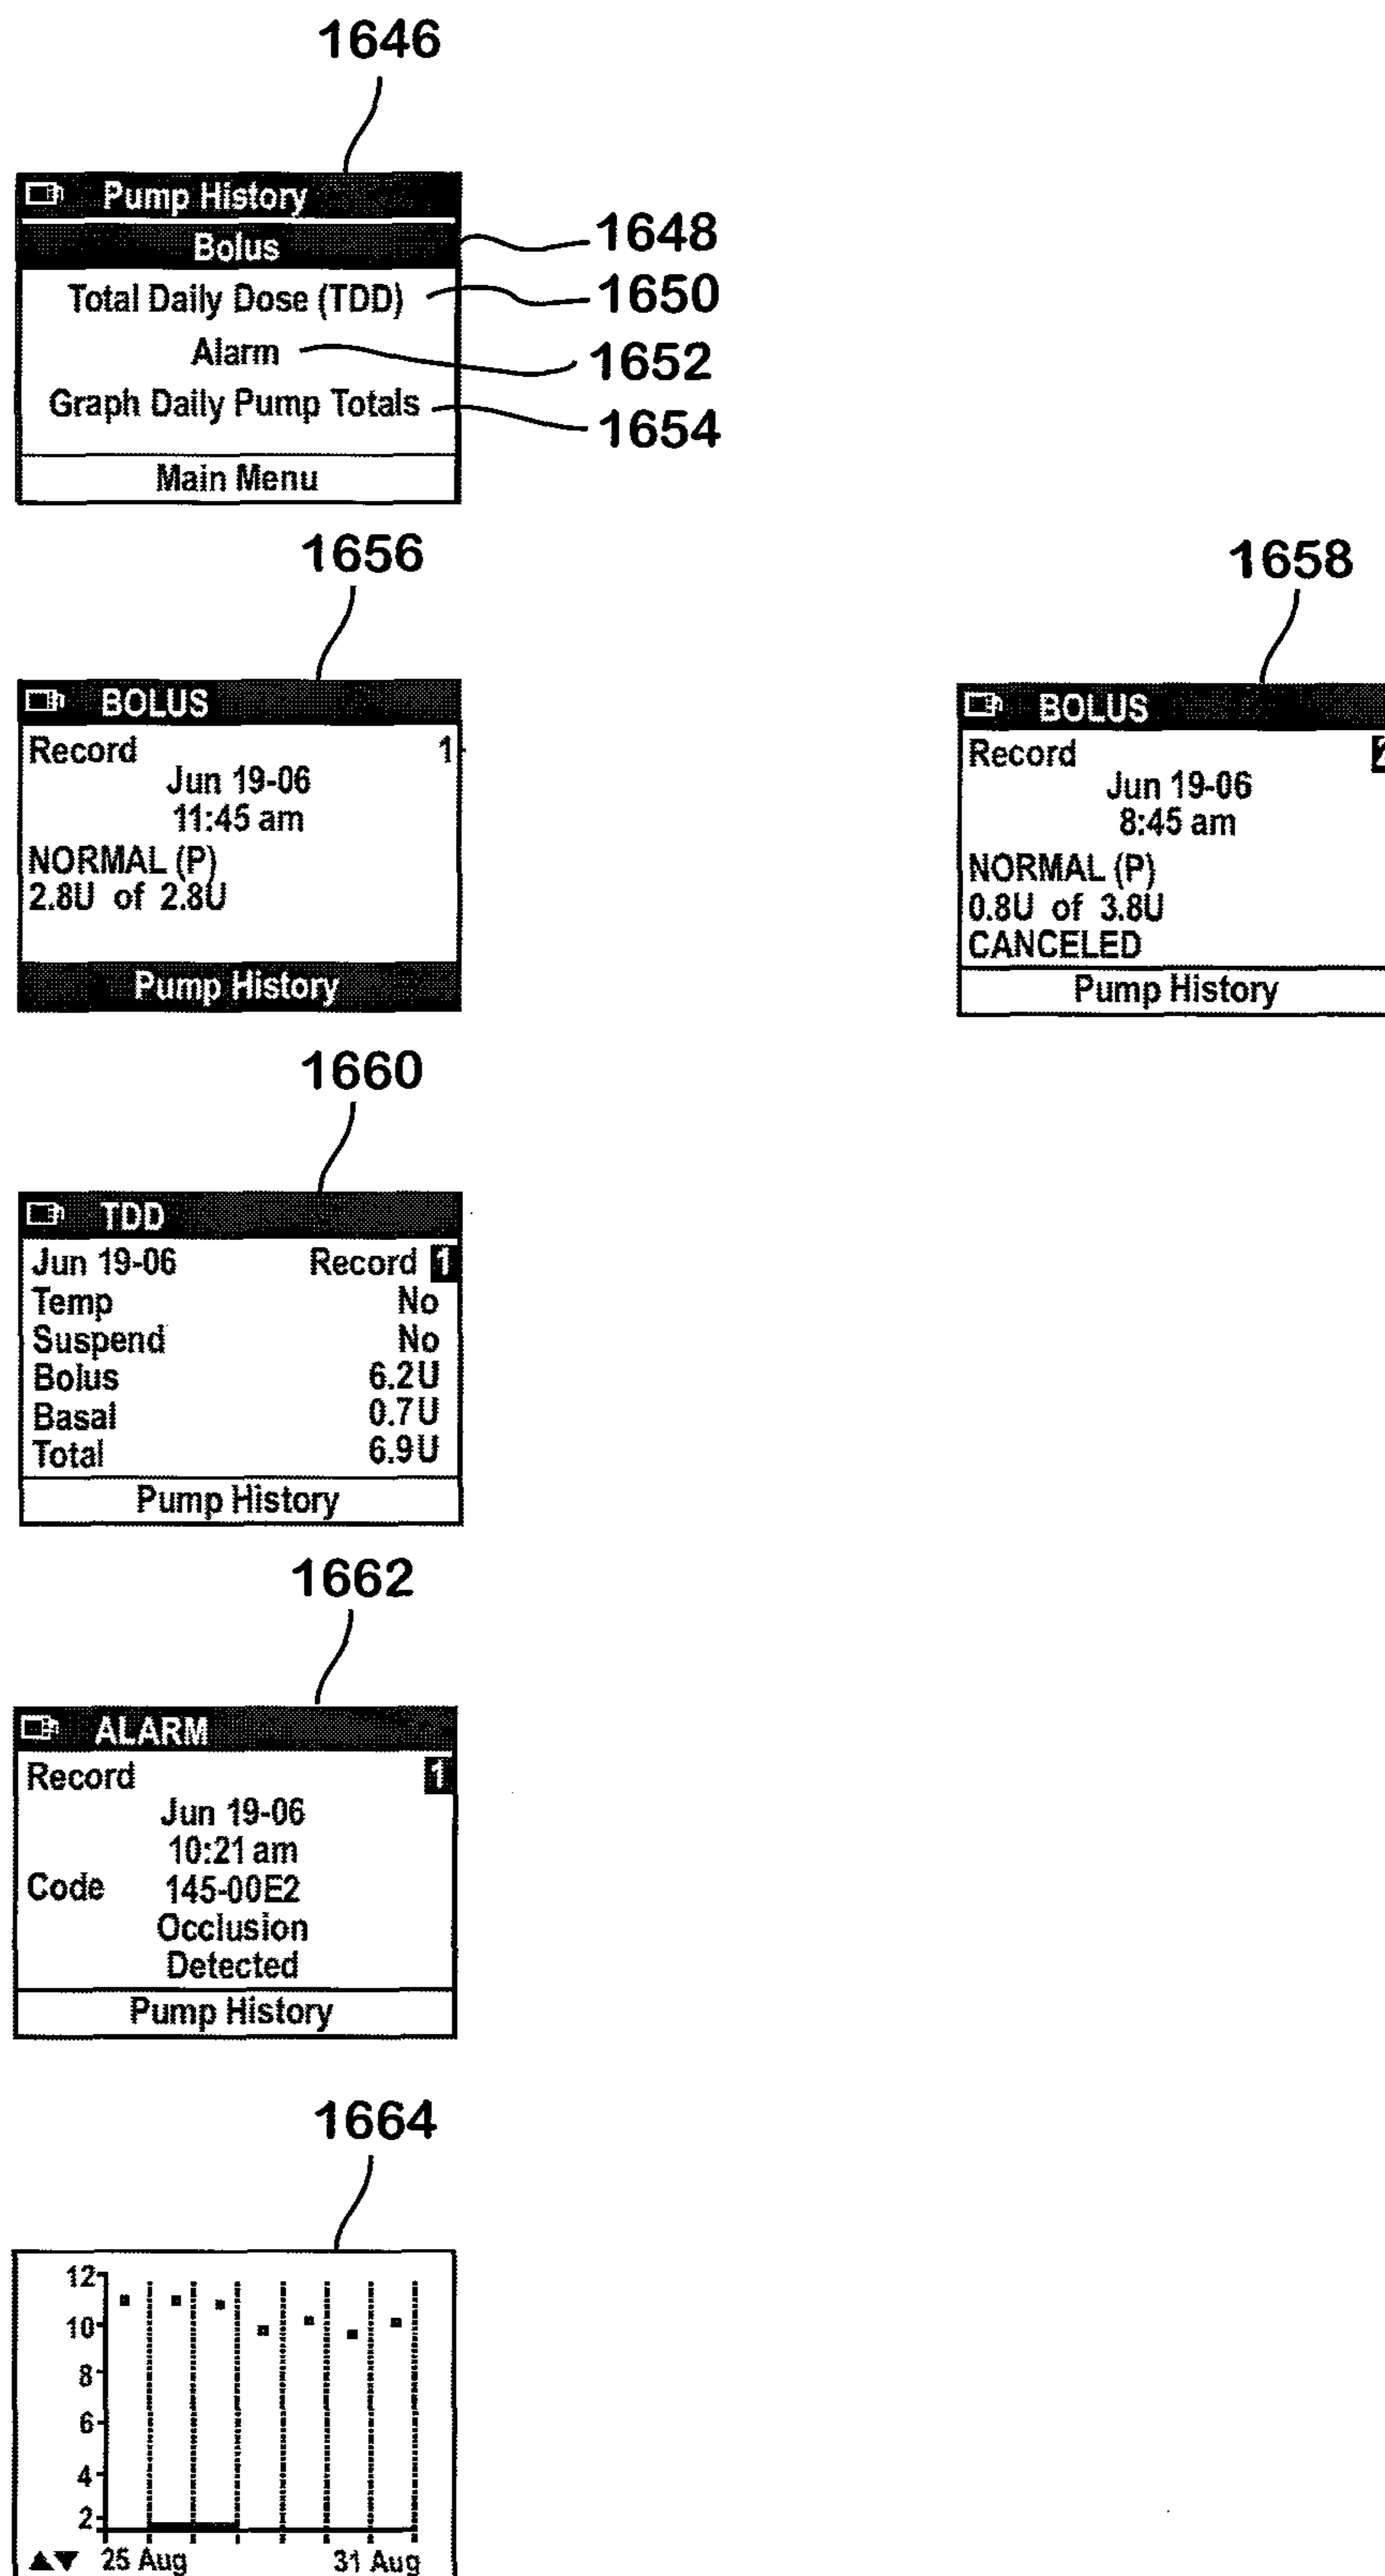 1646
Pump History
Bolus
1648
Total Daily Dose (TDD)
1650
Alarm
1652
Graph Daily Pump Totals
1654
Main Menu
1656
BOLUS
Record 1
Jun 19-06
11:45 am
NORMAL (P)
2.8U of 2.8U
Pump History
1658
BOLUS
Record 2
Jun 19-06
8:45 am
NORMAL (P)
0.8U of 3.8U
CANCELED
Pump History
1660
TDD
Jun 19-06 Record 1
Temp No
Suspend No
Bolus 6.2U
Basal 0.7U
Total 6.9U
Pump History
1662
ALARM
Record 1
Jun 19-06
10:21 am
Code 145-00E2
Occlusion
Detected
Pump History
1664
12
10
8
6
4
2
25 Aug 31 Aug